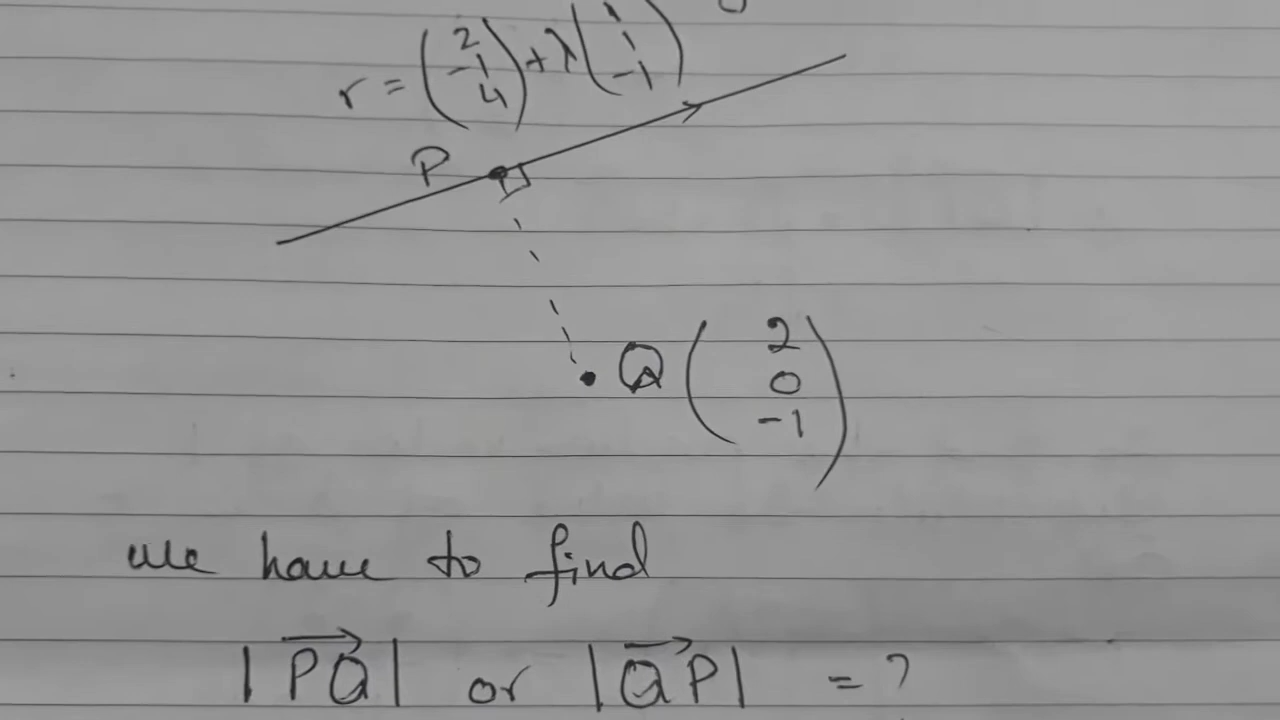 r = (2 -1 4) + λ(1 1 -1)
P
Q (2 0 -1)
we have to find
|PQ| or |QP| = ?